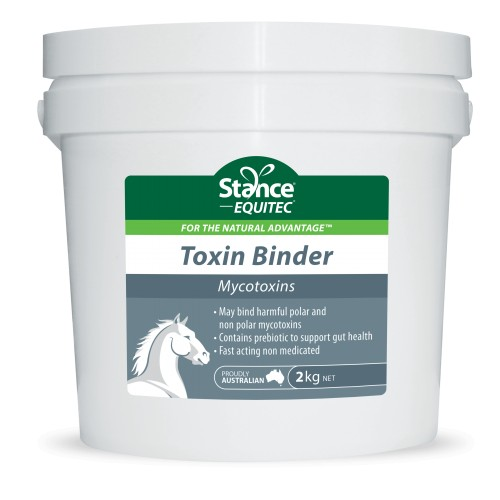 Stance
EQUITEC
FOR THE NATURAL ADVANTAGE™
Toxin Binder
Mycotoxins
• May bind harmful polar and
non polar mycotoxins
• Contains prebiotic to support gut health
• Fast acting non medicated
PROUDLY
AUSTRALIAN
2kg NET